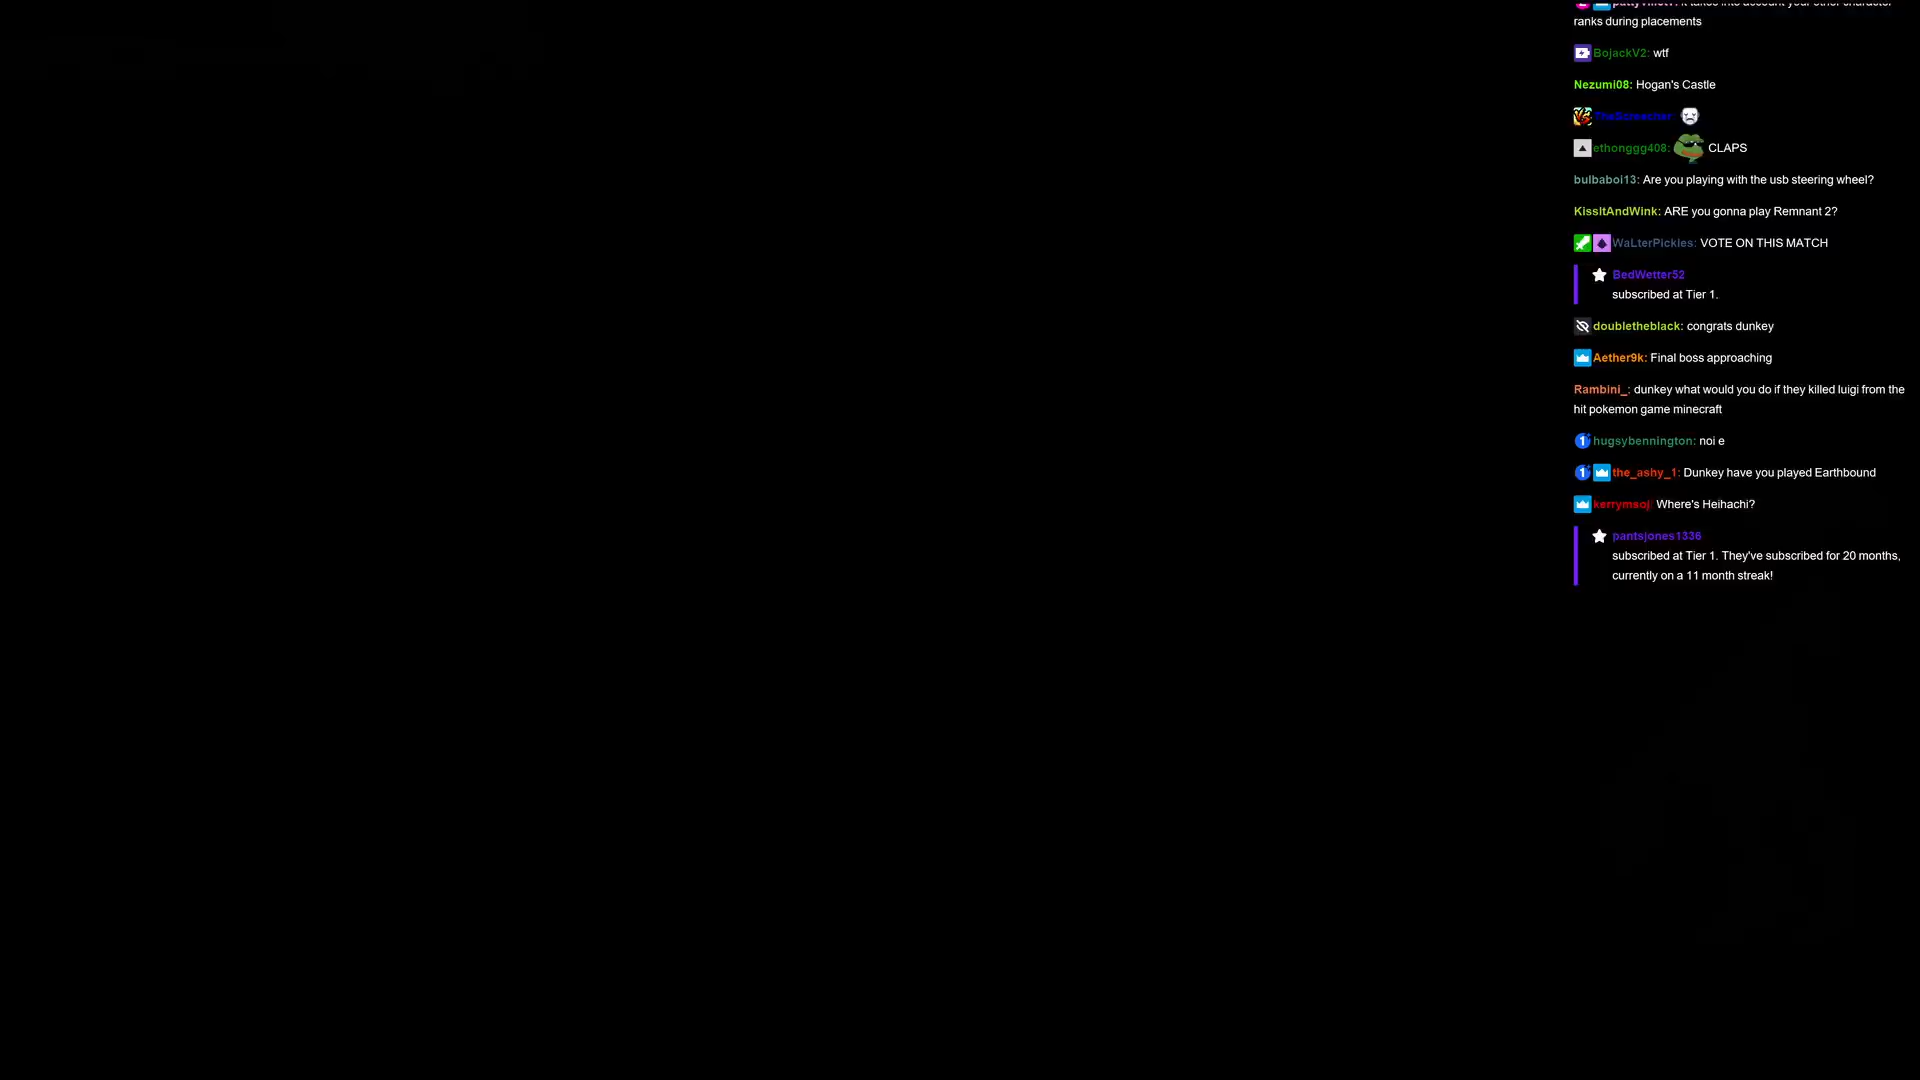 ranks during placements
BojackV2: wtf
Nezumi08: Hogan's Castle
TheScreecher:
ethonggg408: CLAPS
bulbaboi13: Are you playing with the usb steering wheel?
KissItAndWink: ARE you gonna play Remnant 2?
WaLterPickles: VOTE ON THIS MATCH
BedWetter52
subscribed at Tier 1.
doubletheblack: congrats dunkey
Aether9k: Final boss approaching
Rambini_: dunkey what would you do if they killed luigi from the
hit pokemon game minecraft
hugsybennington: noi e
the_ashy_1: Dunkey have you played Earthbound
kerrymsoj: Where's Heihachi?
pantsjones1336
subscribed at Tier 1. They've subscribed for 20 months,
currently on a 11 month streak!